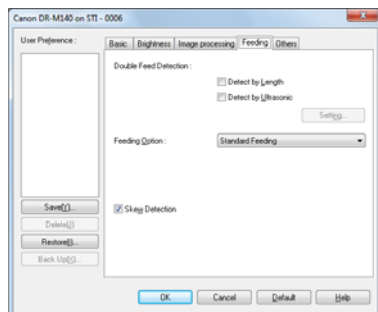 Canon DR-M140 on STI - 0006
User Preference :
Basic Brightness Image processing Feeding Others
Double Feed Detection :
Detect by Length
Detect by Ultrasonic
Setting...
Feeding Option : Standard Feeding
Skew Detection
Save(Y)...
Delete(J)
Restore(B)...
Back Up(X)...
OK Cancel Default Help